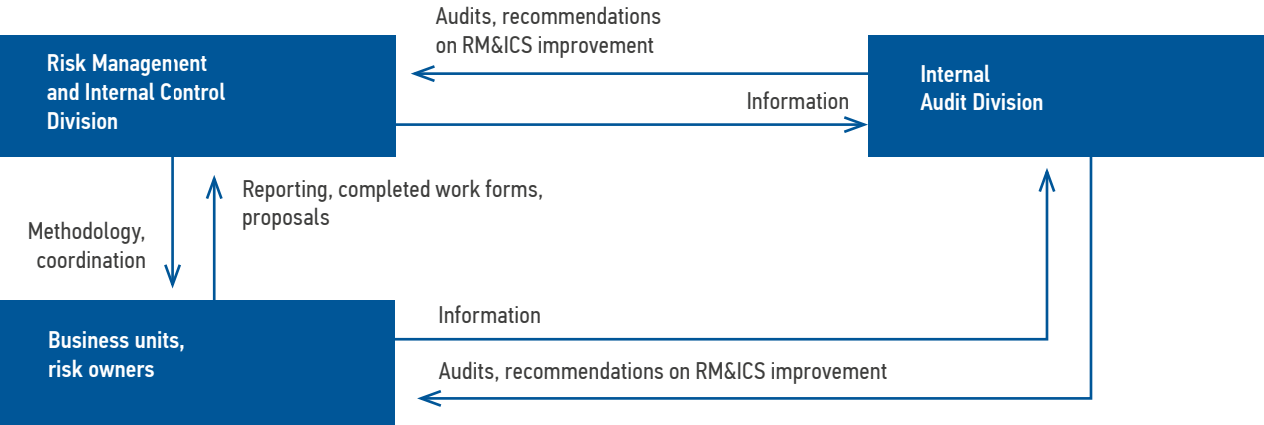 Audits, recommendations
on RM&ICS improvement
Risk Management
and Internal Control
Division
Internal
Audit Division
Information
Reporting, completed work forms,
proposals
Methodology,
coordination
Information
Business units,
risk owners
Audits, recommendations on RM&ICS improvement